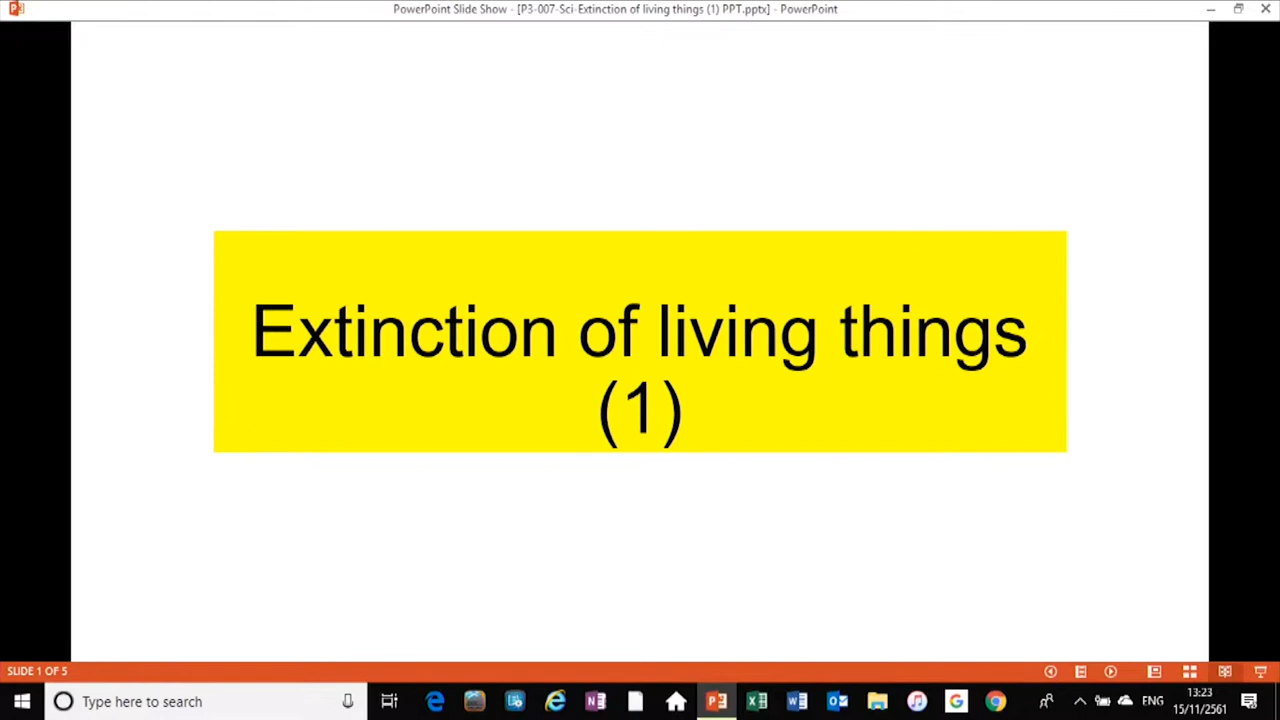 PowerPoint Slide Show - [P3-007-Sci-Extinction of living things (1) PPT.pptx] - PowerPoint
Extinction of living things
(1)
SLIDE 1 OF 5
Type here to search
ENG
13:23
15/11/2561